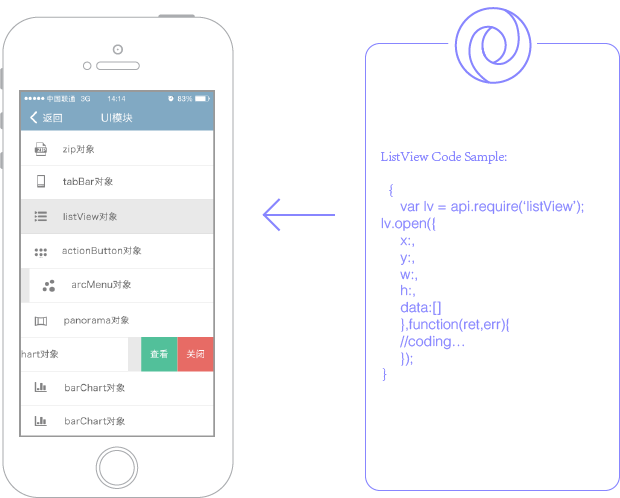 中国联通 3G 14:14 83%
返回 UI模块
zip对象
tabBar对象
listView对象
actionButton对象
arcMenu对象
panorama对象
hart对象 查看 关闭
barChart对象
barChart对象
ListView Code Sample:
{
var lv = api.require('listView');
lv.open({
x:,
y:,
w:,
h:,
data:[]
},function(ret,err){
//coding…
});
}